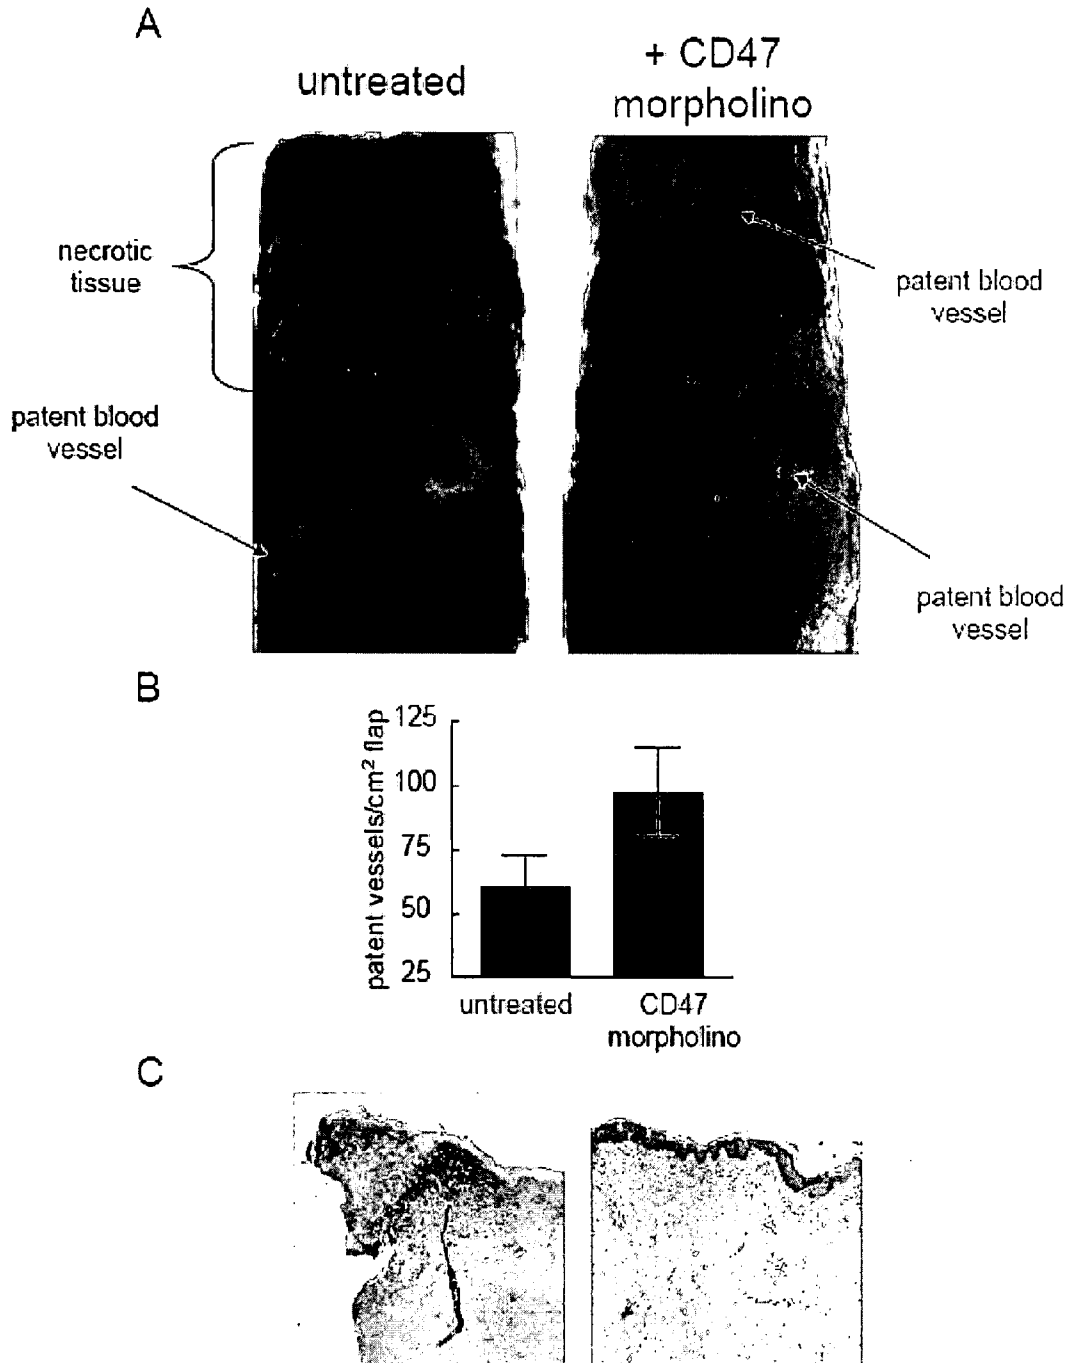 A
untreated
+ CD47
morpholino
necrotic
tissue
patent blood
vessel
patent blood
vessel
patent blood
vessel
B
patent vessels/cm² flap
125
100
75
50
25
untreated
CD47
morpholino
C